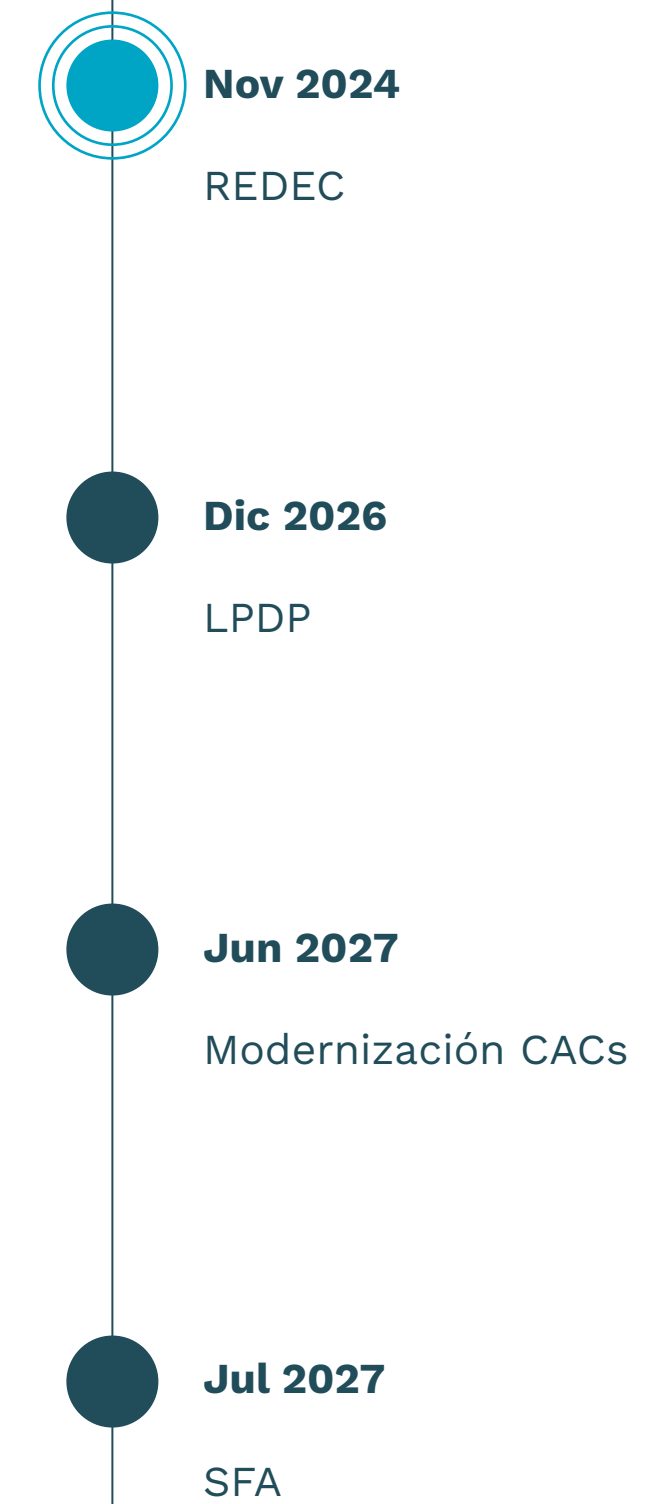 Nov 2024
REDEC
Dic 2026
LPDP
Jun 2027
Modernización CACs
Jul 2027
SFA